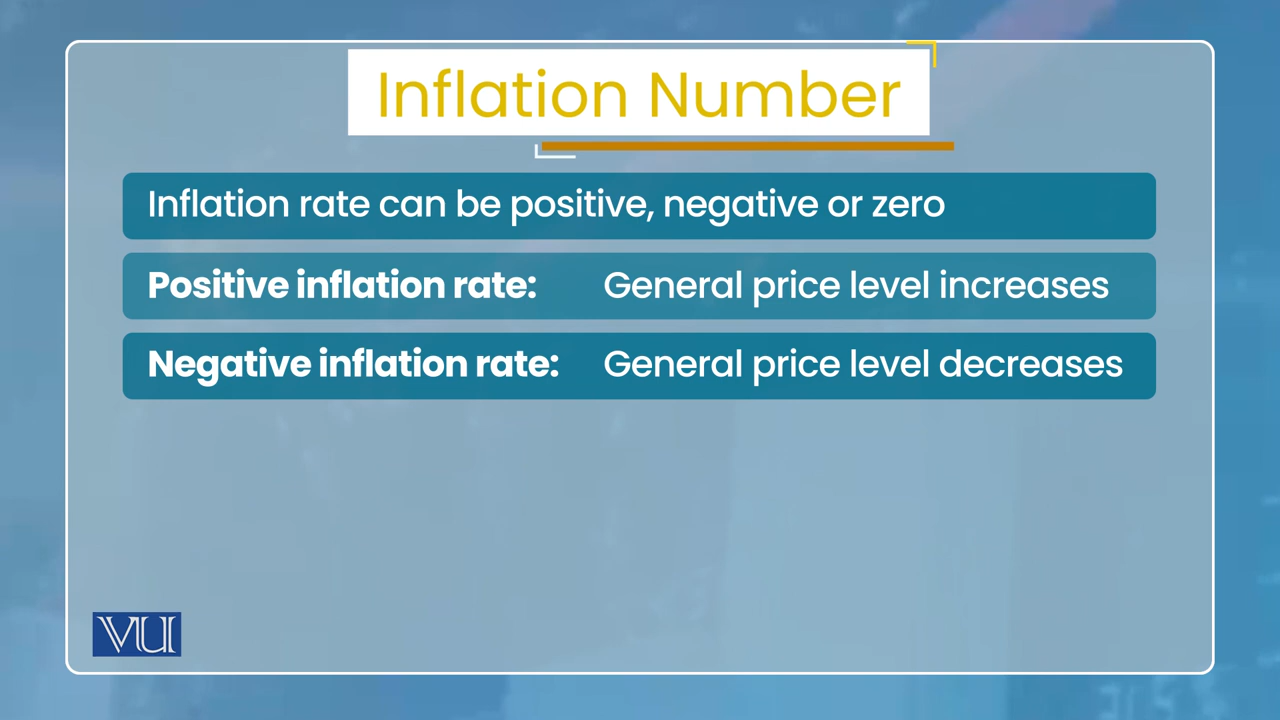 Inflation Number
Inflation rate can be positive, negative or zero
Positive inflation rate: General price level increases
Negative inflation rate: General price level decreases
VU